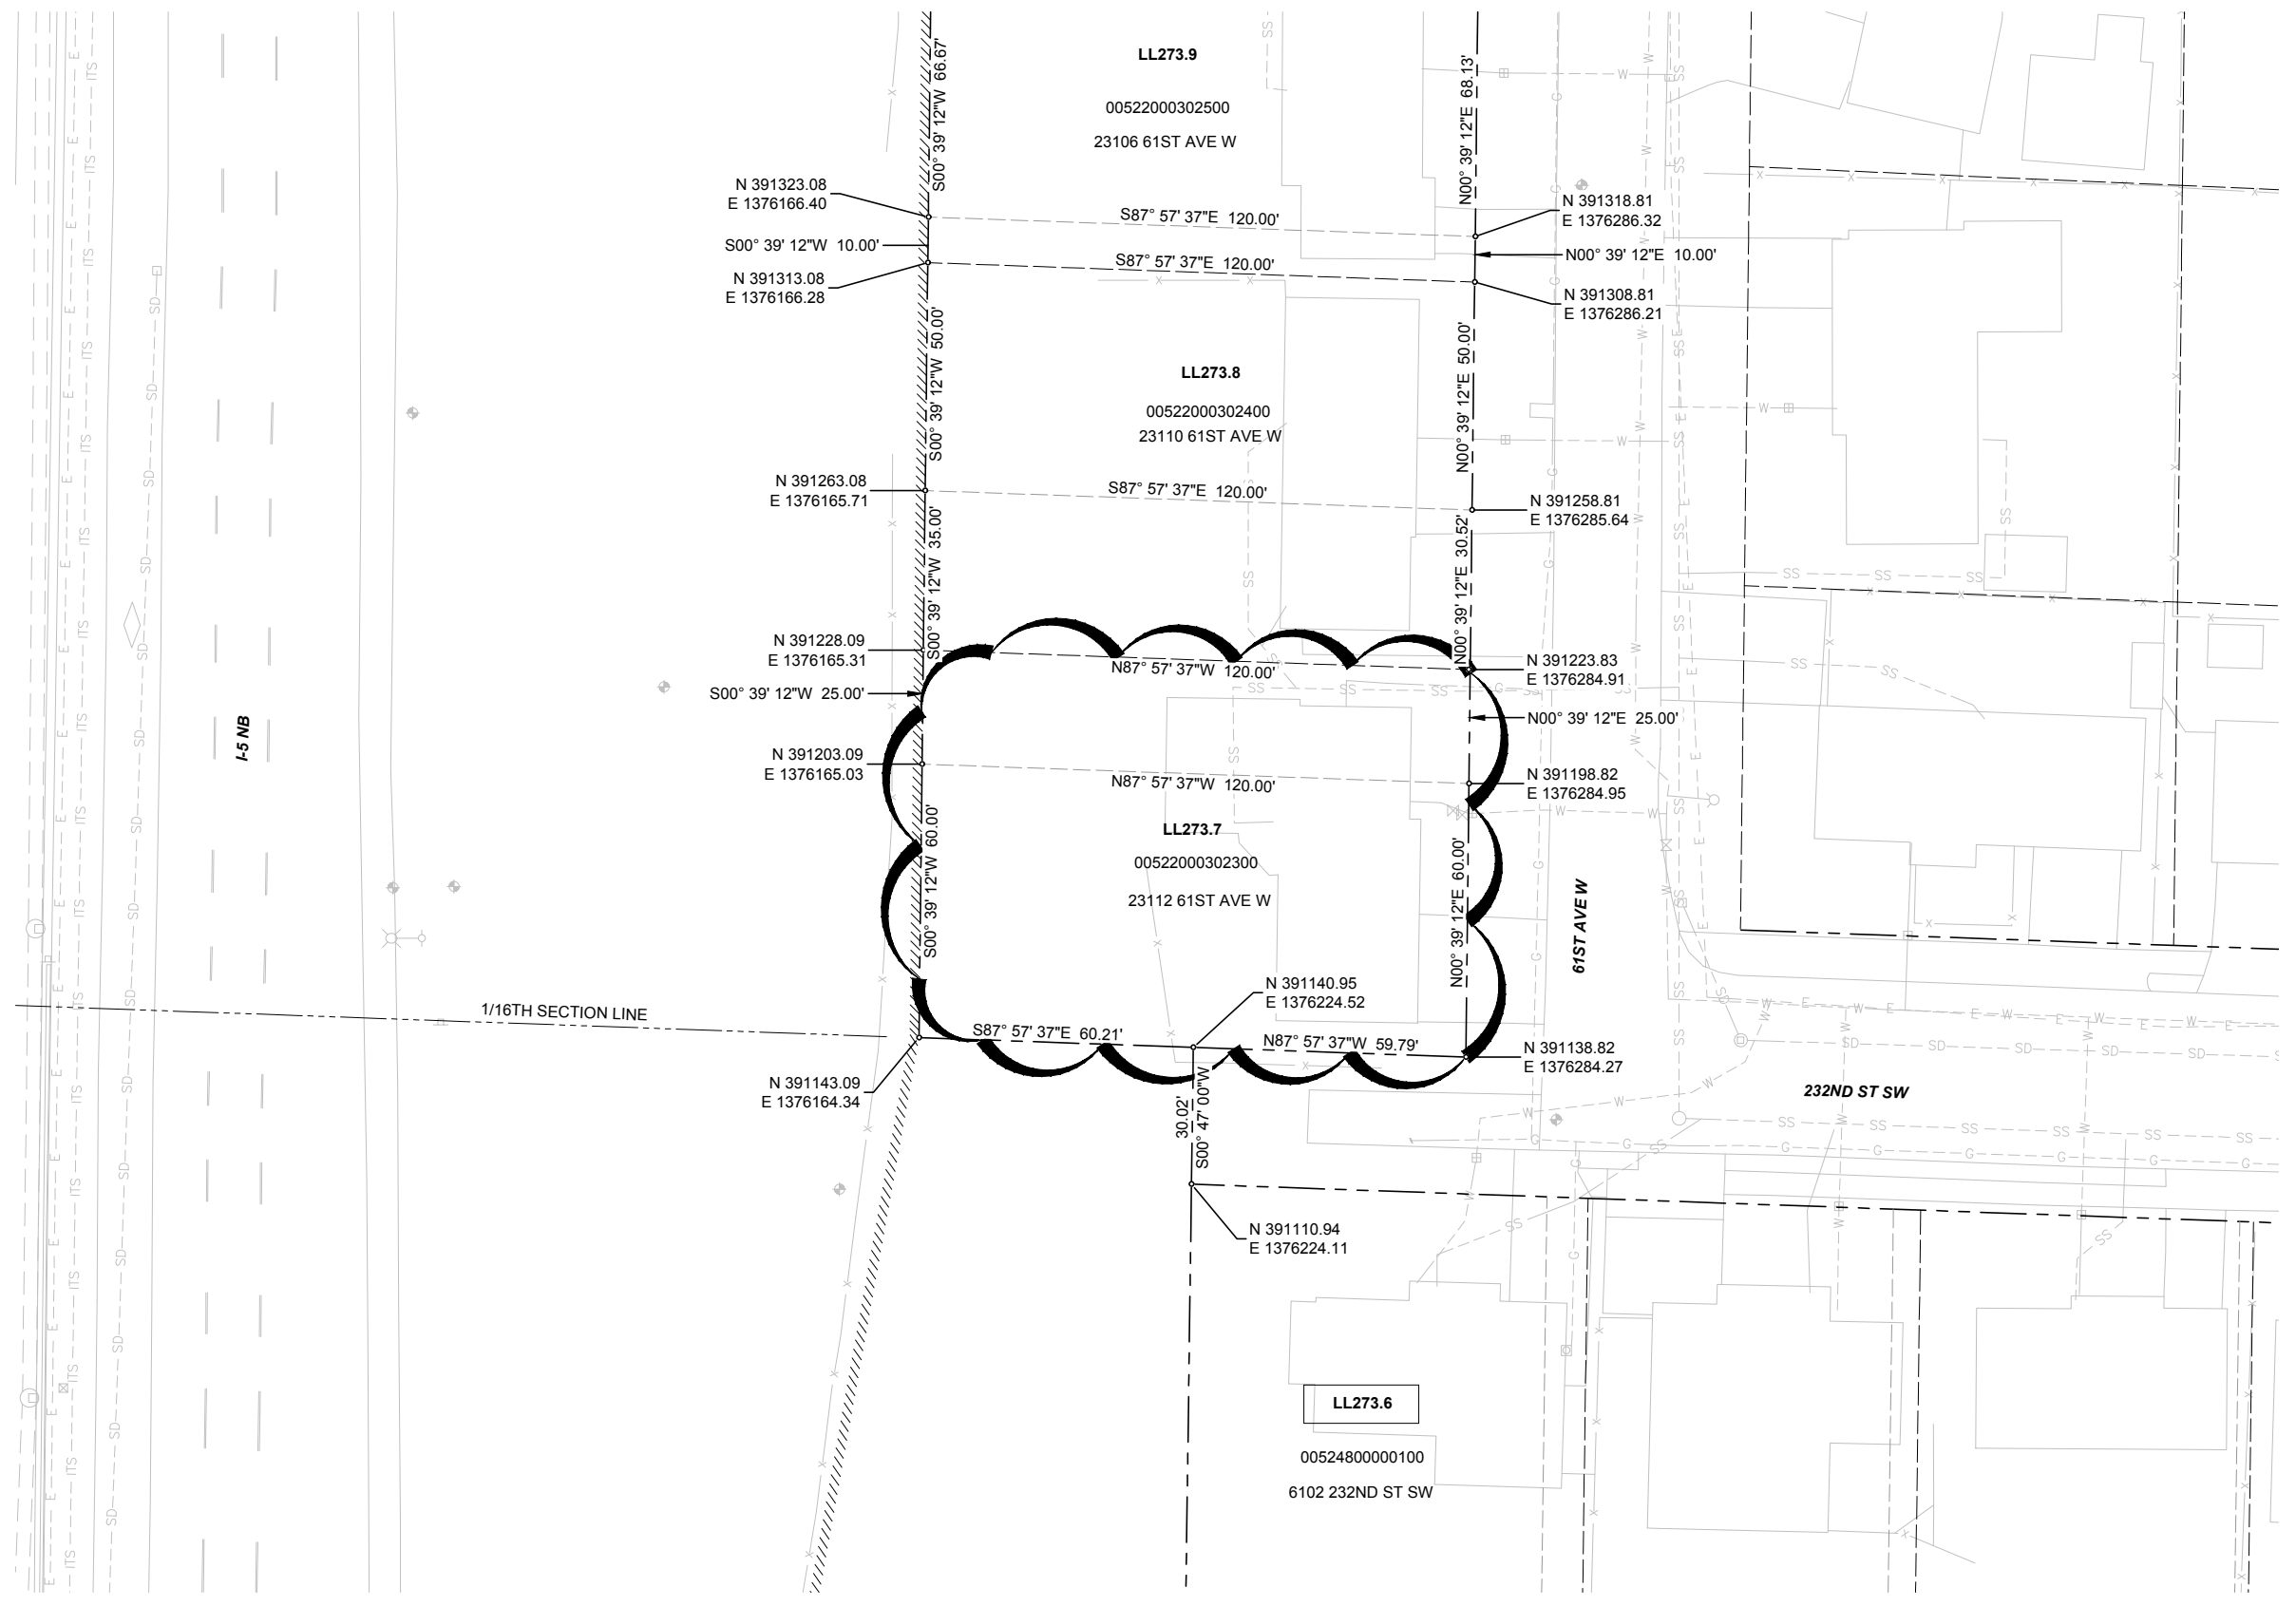 LL273.9
00522000302500
23106 61ST AVE W
S00° 39' 12"W 66.67'
N00° 39' 12"E 68.13'
N 391323.08
E 1376166.40
S87° 57' 37"E 120.00'
N 391318.81
E 1376286.32
S00° 39' 12"W 10.00'
N00° 39' 12"E 10.00'
S87° 57' 37"E 120.00'
N 391313.08
E 1376166.28
N 391308.81
E 1376286.21
S00° 39' 12"W 50.00'
N00° 39' 12"E 50.00'
LL273.8
00522000302400
23110 61ST AVE W
N 391263.08
E 1376165.71
S87° 57' 37"E 120.00'
N 391258.81
E 1376285.64
S00° 39' 12"W 35.00'
N00° 39' 12"E 30.52'
N 391228.09
E 1376165.31
N87° 57' 37"W 120.00'
N 391223.83
E 1376284.91
S00° 39' 12"W 25.00'
N00° 39' 12"E 25.00'
I-5 NB
N 391203.09
E 1376165.03
N87° 57' 37"W 120.00'
N 391198.82
E 1376284.95
LL273.7
00522000302300
23112 61ST AVE W
S00° 39' 12"W 60.00'
N00° 39' 12"E 60.00'
61ST AVE W
1/16TH SECTION LINE
N 391140.95
E 1376224.52
S87° 57' 37"E 60.21'
N87° 57' 37"W 59.79'
N 391138.82
E 1376284.27
N 391143.09
E 1376164.34
30.02'
S00° 47' 00"W
232ND ST SW
N 391110.94
E 1376224.11
LL273.6
00524800000100
6102 232ND ST SW